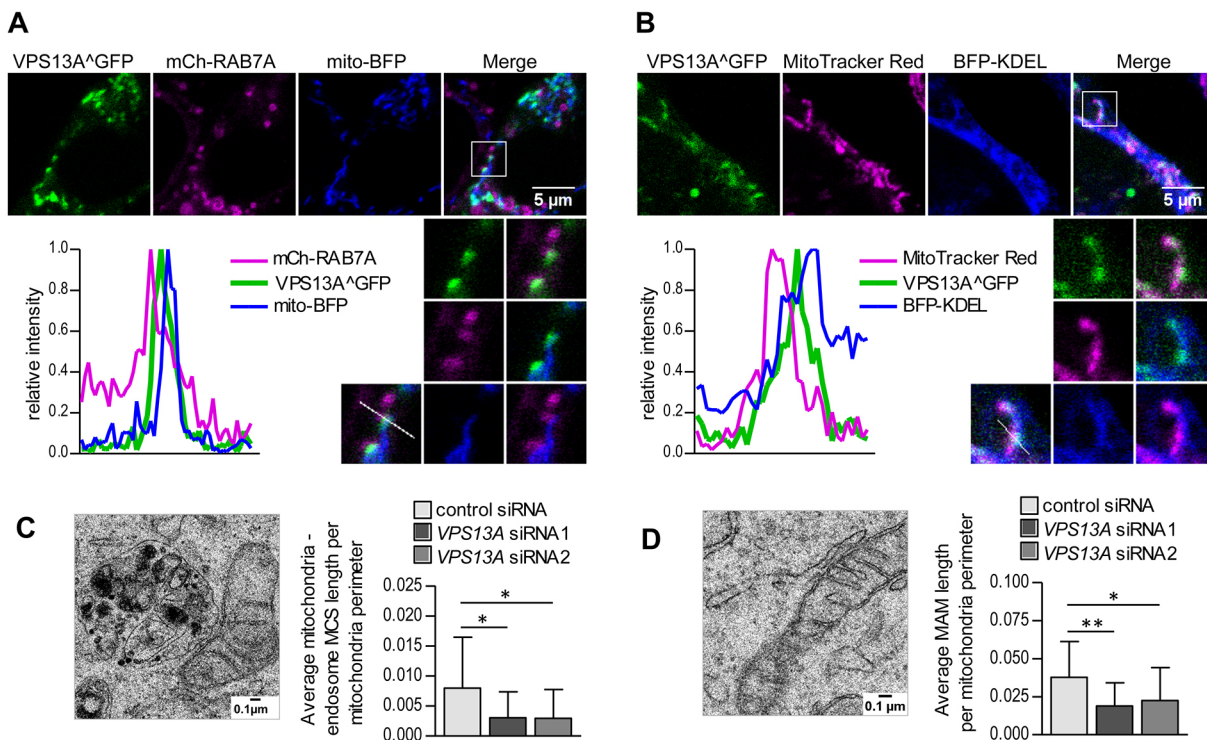 A
VPS13A^GFP mCh-RAB7A mito-BFP Merge
5 µm
relative intensity
1.0
0.8
0.6
0.4
0.2
0.0
mCh-RAB7A
VPS13A^GFP
mito-BFP
B
VPS13A^GFP MitoTracker Red BFP-KDEL Merge
5 µm
relative intensity
1.0
0.8
0.6
0.4
0.2
0.0
MitoTracker Red
VPS13A^GFP
BFP-KDEL
C
0.1µm
control siRNA
VPS13A siRNA1
VPS13A siRNA2
Average mitochondria -
endosome MCS length per
mitochondria perimeter
0.025
0.020
0.015
0.010
0.005
0.000
*
*
D
0.1µm
control siRNA
VPS13A siRNA1
VPS13A siRNA2
Average MAM length
per mitochondria perimeter
0.100
0.075
0.050
0.025
0.000
*
**